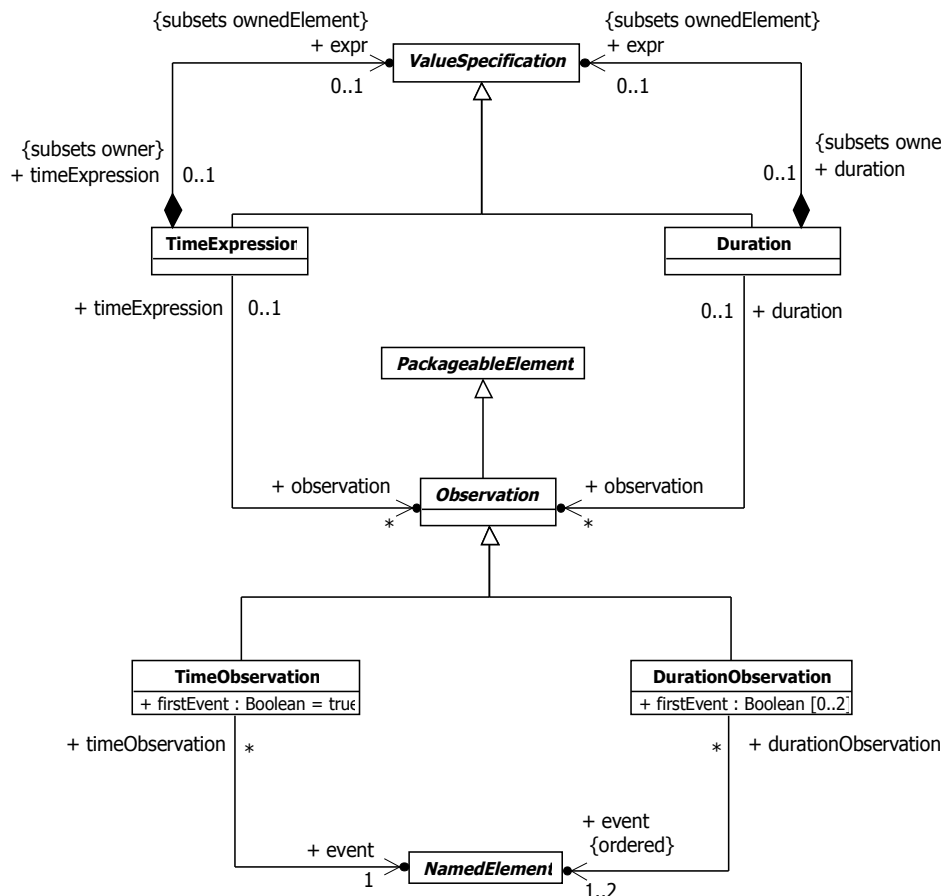 {subsets ownedElement} {subsets ownedElement}
+ expr + expr
ValueSpecification
0..1 0..1
{subsets owner} {subsets owne
+ timeExpression 0..1 0..1 + duration
TimeExpression Duration
+ timeExpression 0..1 0..1 + duration
PackageableElement
+ observation + observation
Observation
* *
TimeObservation DurationObservation
+ firstEvent : Boolean = true + firstEvent : Boolean [0..2]
+ timeObservation * * + durationObservation
+ event
{ordered}
+ event
NamedElement
1 1..2